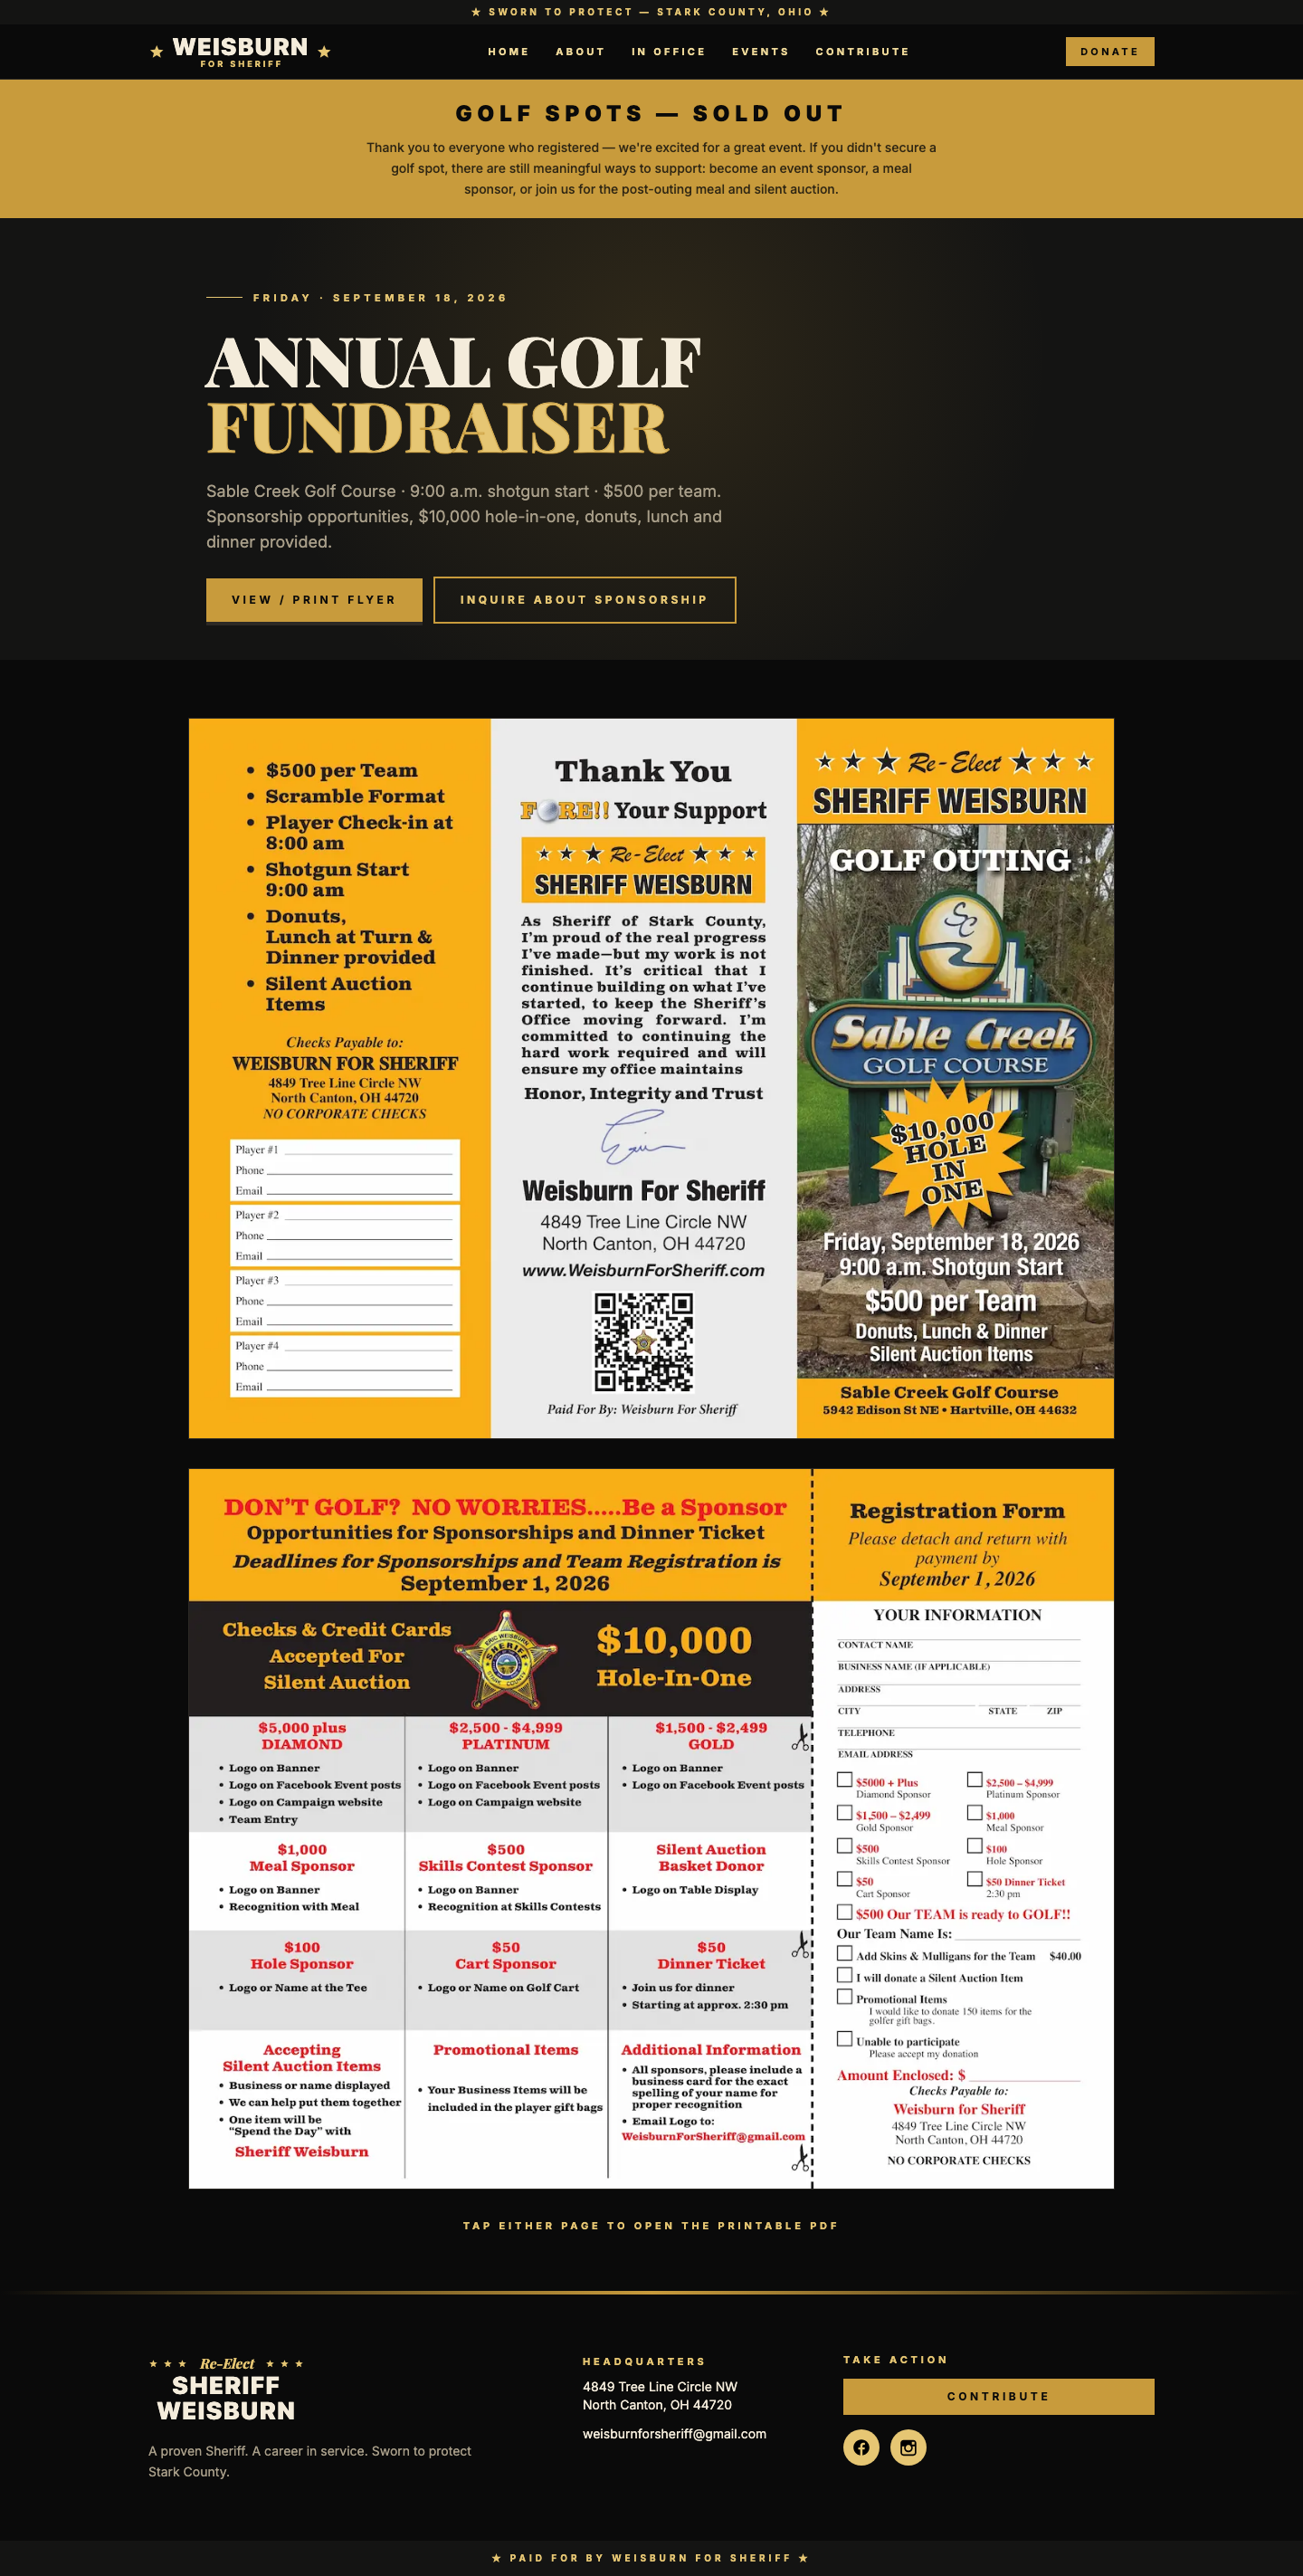 ★ SWORN TO PROTECT — STARK COUNTY, OHIO ★
★ WEISBURN ★
FOR SHERIFF
HOME ABOUT IN OFFICE EVENTS CONTRIBUTE
DONATE
GOLF SPOTS — SOLD OUT
Thank you to everyone who registered — we're excited for a great event. If you didn't secure a
golf spot, there are still meaningful ways to support: become an event sponsor, a meal
sponsor, or join us for the post-outing meal and silent auction.
FRIDAY · SEPTEMBER 18, 2026
ANNUAL GOLF
FUNDRAISER
Sable Creek Golf Course · 9:00 a.m. shotgun start · $500 per team.
Sponsorship opportunities, $10,000 hole-in-one, donuts, lunch and
dinner provided.
VIEW / PRINT FLYER
INQUIRE ABOUT SPONSORSHIP
• $500 per Team
• Scramble Format
• Player Check-in at
8:00 am
• Shotgun Start
9:00 am
• Donuts,
Lunch at Turn &
Dinner provided
• Silent Auction
Items
Checks Payable to:
WEISBURN FOR SHERIFF
4849 Tree Line Circle NW
North Canton, OH 44720
NO CORPORATE CHECKS
Player #1
Phone
Email
Player #2
Phone
Email
Player #3
Phone
Email
Player #4
Phone
Email
Thank You
FORE!! Your Support
★ ★ ★ Re-Elect ★ ★ ★
SHERIFF WEISBURN
As Sheriff of Stark County,
I'm proud of the real progress
I've made—but my work is not
finished. It's critical that I
continue building on what I've
started, to keep the Sheriff's
Office moving forward. I'm
committed to continuing the
hard work required and will
ensure my office maintains
Honor, Integrity and Trust
Weisburn For Sheriff
4849 Tree Line Circle NW
North Canton, OH 44720
www.WeisburnForSheriff.com
Paid For By: Weisburn For Sheriff
★ ★ ★ Re-Elect ★ ★ ★
SHERIFF WEISBURN
GOLF OUTING
SC
Sable Creek
GOLF COURSE
$10,000
HOLE
IN
ONE
Friday, September 18, 2026
9:00 a.m. Shotgun Start
$500 per Team
Donuts, Lunch & Dinner
Silent Auction Items
Sable Creek Golf Course
5942 Edison St NE • Hartville, OH 44632
DON'T GOLF? NO WORRIES.....Be a Sponsor
Opportunities for Sponsorships and Dinner Ticket
Deadlines for Sponsorships and Team Registration is
September 1, 2026
Checks & Credit Cards
Accepted For
Silent Auction
ERIC WEISBURN
SHERIFF
STARK COUNTY
$10,000
Hole-In-One
$5,000 plus
DIAMOND
• Logo on Banner
• Logo on Facebook Event posts
• Logo on Campaign website
• Team Entry
$2,500 - $4,999
PLATINUM
• Logo on Banner
• Logo on Facebook Event posts
• Logo on Campaign website
$1,500 - $2,499
GOLD
• Logo on Banner
• Logo on Facebook Event posts
$1,000
Meal Sponsor
• Logo on Banner
• Recognition with Meal
$500
Skills Contest Sponsor
• Logo on Banner
• Recognition at Skills Contests
Silent Auction
Basket Donor
• Logo on Table Display
$100
Hole Sponsor
• Logo or Name at the Tee
$50
Cart Sponsor
• Logo or Name on Golf Cart
$50
Dinner Ticket
• Join us for dinner
• Starting at approx. 2:30 pm
Accepting
Silent Auction Items
• Business or name displayed
• We can help put them together
• One item will be
"Spend the Day" with
Sheriff Weisburn
Promotional Items
• Your Business Items will be
included in the player gift bags
Additional Information
• All sponsors, please include a
business card for the exact
spelling of your name for
proper recognition
• Email Logo to:
WeisburnForSheriff@gmail.com
Registration Form
Please detach and return with
payment by
September 1, 2026
YOUR INFORMATION
CONTACT NAME
BUSINESS NAME (IF APPLICABLE)
ADDRESS
CITY STATE ZIP
TELEPHONE
EMAIL ADDRESS
$5000 + Plus
Diamond Sponsor
$2,500 – $4,999
Platinum Sponsor
$1,500 – $2,499
Gold Sponsor
$1,000
Meal Sponsor
$500
Skills Contest Sponsor
$100
Hole Sponsor
$50
Cart Sponsor
$50 Dinner Ticket
2:30 pm
$500 Our TEAM is ready to GOLF!!
Our Team Name Is:
Add Skins & Mulligans for the Team $40.00
I will donate a Silent Auction Item
Promotional Items
I would like to donate 150 items for the
golfer gift bags.
Unable to participate
Please accept my donation
Amount Enclosed: $
Checks Payable to:
Weisburn for Sheriff
4849 Tree Line Circle NW
North Canton, OH 44723
NO CORPORATE CHECKS
TAP EITHER PAGE TO OPEN THE PRINTABLE PDF
★ ★ ★ Re-Elect ★ ★ ★
SHERIFF
WEISBURN
A proven Sheriff. A career in service. Sworn to protect
Stark County.
HEADQUARTERS
4849 Tree Line Circle NW
North Canton, OH 44720
weisburnforsheriff@gmail.com
TAKE ACTION
CONTRIBUTE
★ PAID FOR BY WEISBURN FOR SHERIFF ★